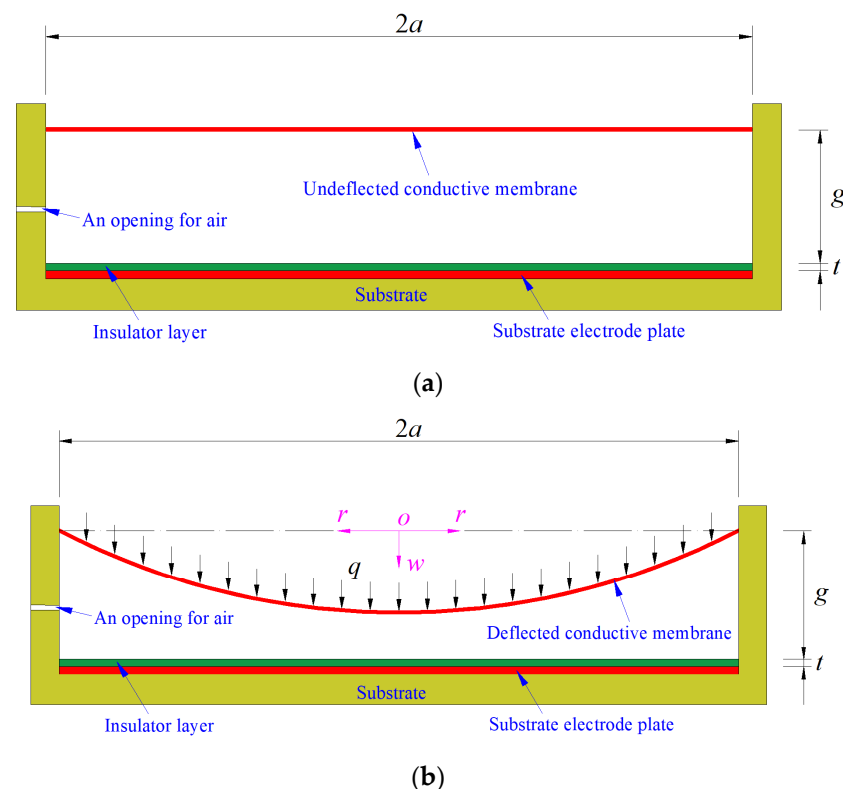 2a
Undeflected conductive membrane
g
An opening for air
t
Substrate
Insulator layer
Substrate electrode plate
(a)
2a
r o r
w
q
g
An opening for air
Deflected conductive membrane
t
Substrate
Insulator layer
Substrate electrode plate
(b)